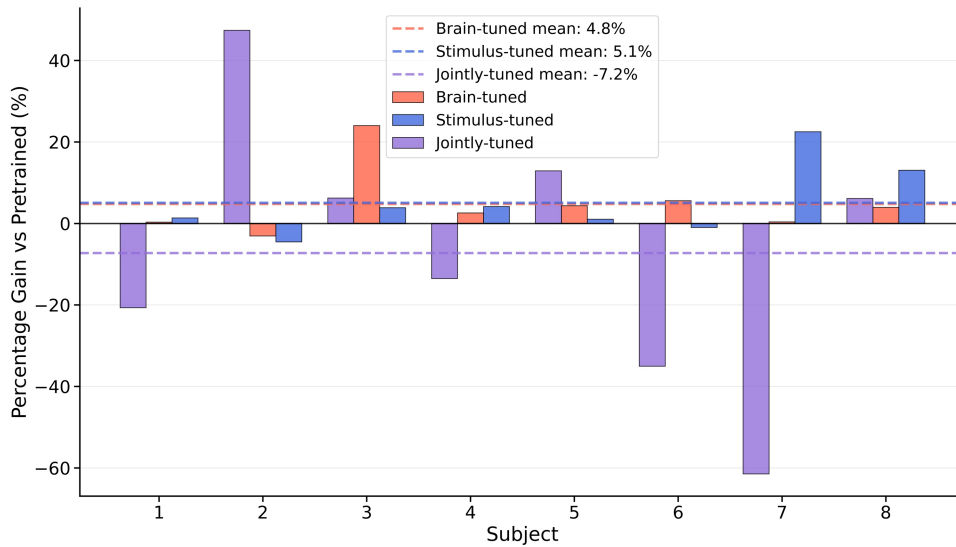 Brain-tuned mean: 4.8%
Stimulus-tuned mean: 5.1%
Jointly-tuned mean: -7.2%
Brain-tuned
Stimulus-tuned
Jointly-tuned
Percentage Gain vs Pretrained (%)
40
20
0
−20
−40
−60
1 2 3 4 5 6 7 8
Subject